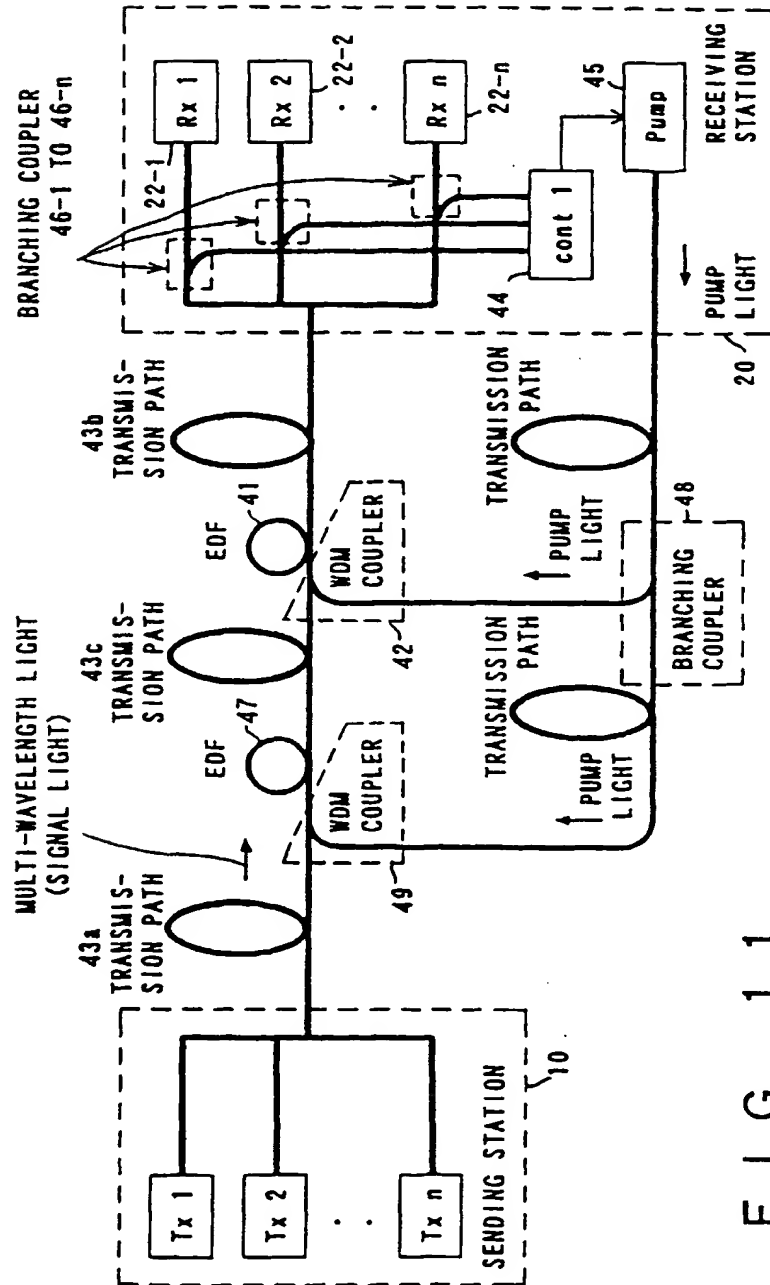 BRANCHING COUPLER
46-1 TO 46-n
MULTI-WAVELENGTH LIGHT
(SIGNAL LIGHT)
43a
TRANSMIS-
SION PATH
43c
TRANSMIS-
SION PATH
43b
TRANSMIS-
SION PATH
EDF
47
EDF
41
WDM
COUPLER
49
WDM
COUPLER
42
Tx 1
Tx 2
Tx n
SENDING STATION
10
22-1
Rx 1
Rx 2
22-2
Rx n
22-n
44
cont 1
45
Pump
RECEIVING
STATION
PUMP
LIGHT
20
TRANSMISSION
PATH
TRANSMISSION
PATH
PUMP
LIGHT
PUMP
LIGHT
BRANCHING
COUPLER
48
FIG. 11